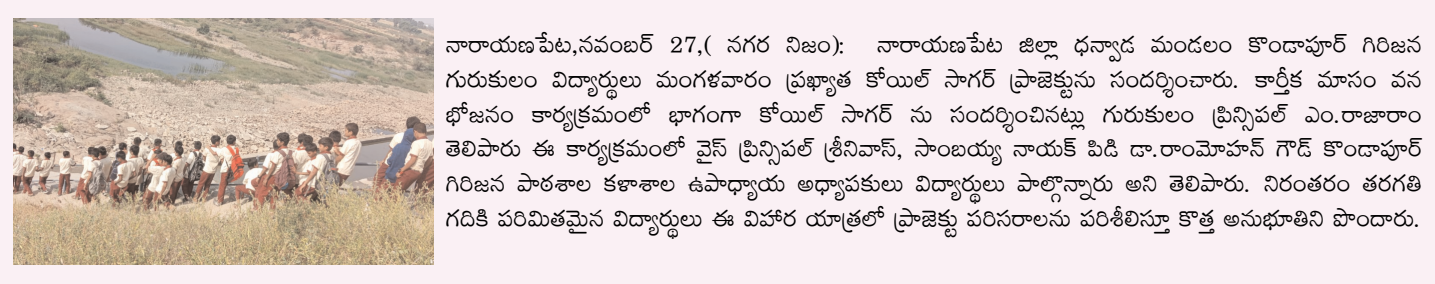 నారాయణపేట,నవంబర్ 27,( నగర నిజం): నారాయణపేట జిల్లా ధన్వాడ మండలం కొండాపూర్ గిరిజన
గురుకులం విద్యార్థులు మంగళవారం ప్రఖ్యాత కోయిల్ సాగర్ ప్రాజెక్టును సందర్శించారు. కార్తీక మాసం వన
భోజనం కార్యక్రమంలో భాగంగా కోయిల్ సాగర్ ను సందర్శించినట్లు గురుకులం ప్రిన్సిపల్ ఎం.రాజారాం
తెలిపారు ఈ కార్యక్రమంలో వైస్ ప్రిన్సిపల్ శ్రీనివాస్, సాంబయ్య నాయక్ పిడి డా.రాంమోహన్ గౌడ్ కొండాపూర్
గిరిజన పాఠశాల కళాశాల ఉపాధ్యాయ అధ్యాపకులు విద్యార్థులు పాల్గొన్నారు అని తెలిపారు. నిరంతరం తరగతి
గదికి పరిమితమైన విద్యార్థులు ఈ విహార యాత్రలో ప్రాజెక్టు పరిసరాలను పరిశీలిస్తూ కొత్త అనుభూతిని పొందారు.